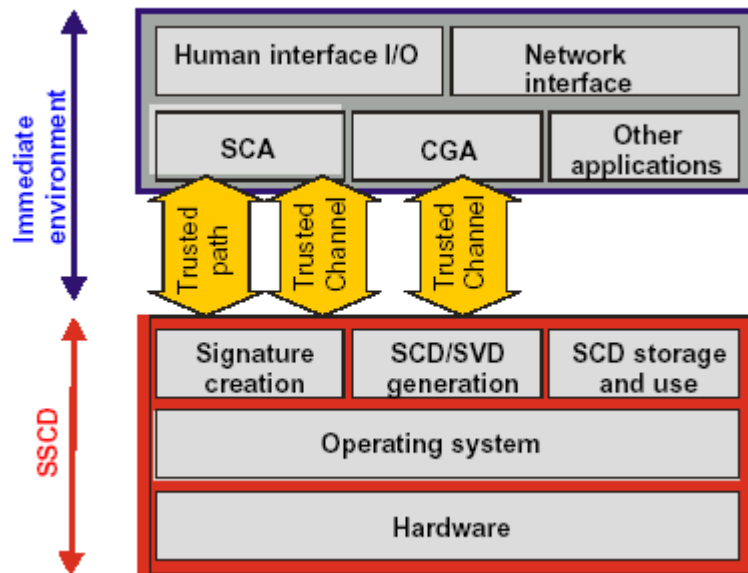 Immediate
environment
Human interface I/O
Network
interface
SCA
CGA
Other
applications
Trusted
path
Trusted
Channel
Trusted
Channel
SSCD
Signature
creation
SCD/SVD
generation
SCD storage
and use
Operating system
Hardware